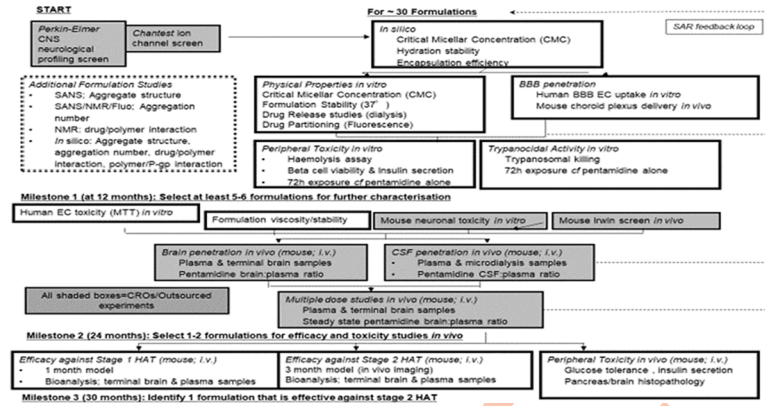 START
For ~ 30 Formulations
Perkin-Elmer
CNS
neurological
profiling screen
Chantest ion
channel screen
In silico
Critical Micellar Concentration (CMC)
Hydration stability
Encapsulation efficiency
SAR feedback loop
Additional Formulation Studies
• SANS; Aggregate structure
• SANS/NMR/Fluo; Aggregation
number
• NMR: drug/polymer interaction
• In silico: Aggregate structure,
aggregation number, drug/polymer
interaction, polymer/P-gp interaction
Physical Properties in vitro
Critical Micellar Concentration (CMC)
Formulation Stability (37°)
Drug Release studies (dialysis)
Drug Partitioning (Fluorescence)
BBB penetration
Human BBB EC uptake in vitro
Mouse choroid plexus delivery in vivo
Peripheral Toxicity in vitro
• Haemolysis assay
• Beta cell viability & Insulin secretion
• 72h exposure cf pentamidine alone
Trypanocidal Activity in vitro
Trypanosomal killing
72h exposure cf pentamidine alone
Milestone 1 (at 12 months): Select at least 5-6 formulations for further characterisation
Human EC toxicity (MTT) in vitro
Formulation viscosity/stability
Mouse neuronal toxicity in vitro
Mouse Irwin screen in vivo
Brain penetration in vivo (mouse; i.v.)
Plasma & terminal brain samples
Pentamidine brain:plasma ratio
CSF penetration in vivo (mouse; i.v.)
• Plasma & microdialysis samples
• Pentamidine CSF:plasma ratio
All shaded boxes=CROs/Outsourced
experiments
Multiple dose studies in vivo (mouse; i.v.)
• Plasma & terminal brain samples
• Steady state pentamidine brain:plasma ratio
Milestone 2 (24 months): Select 1-2 formulations for efficacy and toxicity studies in vivo
Efficacy against Stage 1 HAT (mouse; i.v.)
• 1 month model
• Bioanalysis; terminal brain & plasma samples
Efficacy against Stage 2 HAT (mouse; i.v.)
3 month model (in vivo imaging)
Bioanalysis; terminal brain & plasma samples
Peripheral Toxicity in vivo (mouse; i.v.)
Glucose tolerance , insulin secretion
Pancreas/brain histopathology
Milestone 3 (30 months): Identify 1 formulation that is effective against stage 2 HAT